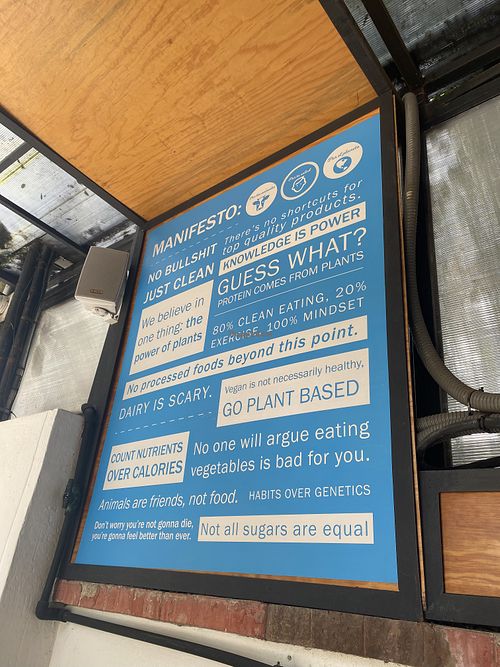 MANIFESTO:
NO BULLSHIT
JUST CLEAN
There's no shortcuts for
top quality products.
KNOWLEDGE IS POWER
GUESS WHAT?
PROTEIN COMES FROM PLANTS
We believe in
one thing: the
power of plants
80% CLEAN EATING, 20%
EXERCISE, 100% MINDSET
No processed foods beyond this point.
DAIRY IS SCARY.
Vegan is not necessarily healthy,
GO PLANT BASED
COUNT NUTRIENTS
OVER CALORIES
No one will argue eating
vegetables is bad for you.
Animals are friends, not food.
HABITS OVER GENETICS
Don't worry you're not gonna die,
you're gonna feel better than ever.
Not all sugars are equal